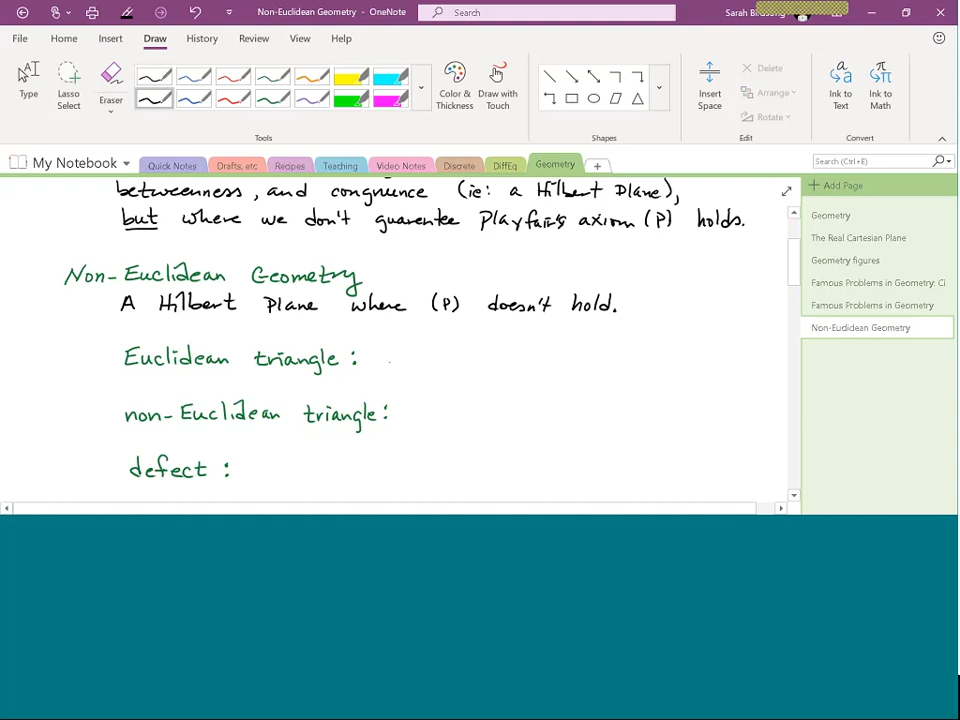 Non-Euclidean Geometry - OneNote
Search
Sarah
File Home Insert Draw History Review View Help
Type
Lasso Select
Eraser
Color & Thickness
Draw with Touch
Insert Space
Delete
Arrange
Rotate
Ink to Text
Ink to Math
Tools
Shapes
Edit
Convert
My Notebook
Quick Notes
Drafts, etc
Recipes
Teaching
Video Notes
Discrete
DiffEq
Geometry
Search (Ctrl+E)
betweenness, and congruence (ie: a Hilbert Plane),
but where we don't guarentee Playfair's axiom (P) holds.
Non-Euclidean Geometry
A Hilbert Plane where (P) doesn't hold.
Euclidean triangle:
non-Euclidean triangle:
defect:
Add Page
Geometry
The Real Cartesian Plane
Geometry figures
Famous Problems in Geometry: Ci
Famous Problems in Geometry
Non-Euclidean Geometry